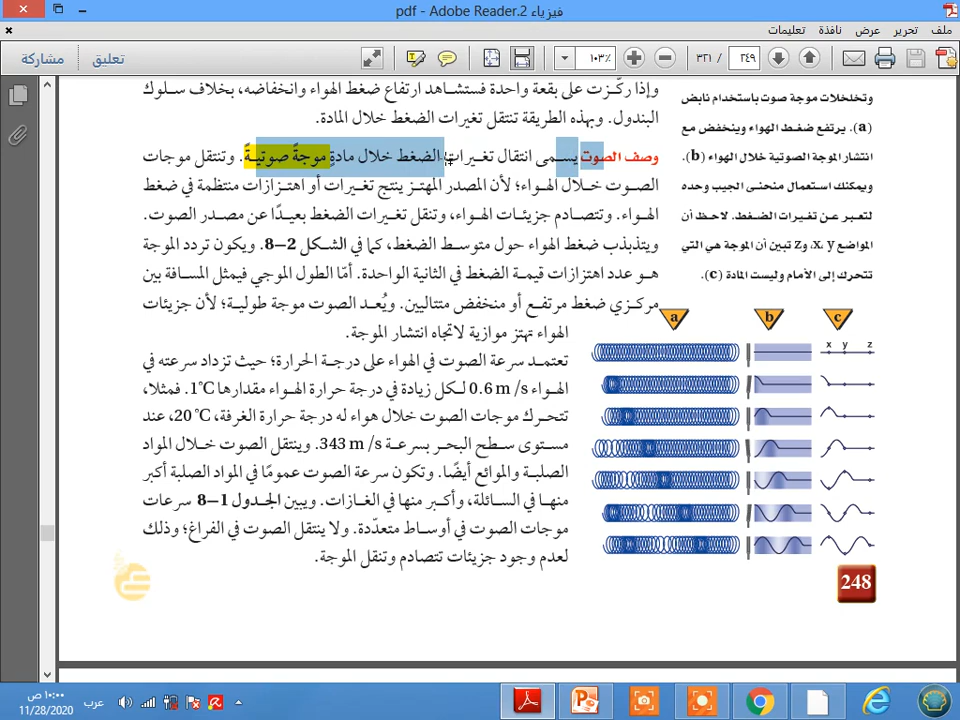 فيزياء 2.pdf - Adobe Reader
ملف تحرير عرض نافذة تعليمات
٣٤٩ / ٣٢١
١٠٣٪
تعليق
مشاركة
وإذا ركّزت على بقعة واحدة فستشاهد ارتفاع ضغط الهواء وانخفاضه، بخلاف سلوك
البندول. وبهذه الطريقة تنتقل تغيرات الضغط خلال المادة.
وصف الصوت يسمى انتقال تغيرات الضغط خلال مادةٍ موجةً صوتيةً. وتنتقل موجات
الصوت خلال الهواء؛ لأن المصدر المهتز ينتج تغيرات أو اهتزازات منتظمة في ضغط
الهواء. وتتصادم جزيئات الهواء، وتنقل تغيرات الضغط بعيدًا عن مصدر الصوت.
ويتذبذب ضغط الهواء حول متوسط الضغط، كما في الشكل 2–8. ويكون تردد الموجة
هو عدد اهتزازات قيمة الضغط في الثانية الواحدة. أمّا الطول الموجي فيمثل المسافة بين
مركزي ضغط مرتفع أو منخفض متتاليين. ويُعد الصوت موجة طولية؛ لأن جزيئات
الهواء تهتز موازية لاتجاه انتشار الموجة.
تعتمد سرعة الصوت في الهواء على درجة الحرارة؛ حيث تزداد سرعته في
الهواء 0.6 m/s لكل زيادة في درجة حرارة الهواء مقدارها 1°C. فمثلا،
تتحرك موجات الصوت خلال هواء له درجة حرارة الغرفة، 20°C، عند
مستوى سطح البحر بسرعة 343 m/s. وينتقل الصوت خلال المواد
الصلبة والموائع أيضًا. وتكون سرعة الصوت عمومًا في المواد الصلبة أكبر
منها في السائلة، وأكبر منها في الغازات. ويبين الجدول 1–8 سرعات
موجات الصوت في أوساط متعدّدة. ولا ينتقل الصوت في الفراغ؛ وذلك
لعدم وجود جزيئات تتصادم وتنقل الموجة.
وتخلخلات موجة صوت باستخدام نابض
(a). يرتفع ضغط الهواء وينخفض مع
انتشار الموجة الصوتية خلال الهواء (b).
ويمكنك استعمال منحنى الجيب وحده
لتعبر عن تغيرات الضغط. لاحظ أن
المواضع x، y، وz تبين أن الموجة هي التي
تتحرك إلى الأمام وليست المادة (c).
a b c
x y z
248
١٠:٠٠ ص
11/28/2020
عرب